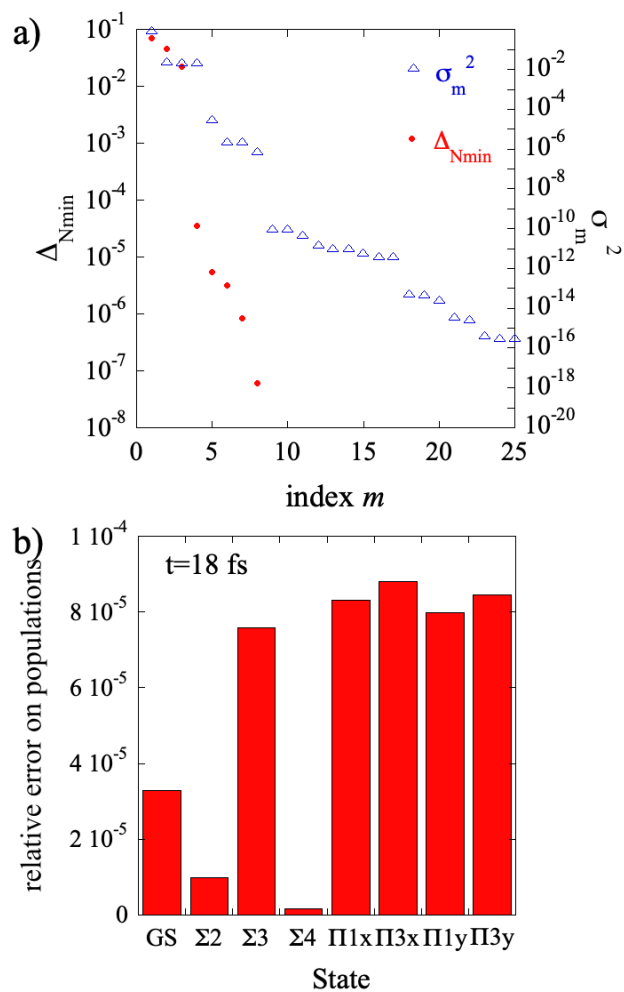 a)
10^-1
10^-2
10^-3
10^-4
10^-5
10^-6
10^-7
10^-8
Δ_Nmin
σ_m^2
Δ_Nmin
10^-2
10^-4
10^-6
10^-8
10^-10
10^-12
10^-14
10^-16
10^-18
10^-20
σ_m^2
0 5 10 15 20 25
index m
b)
t=18 fs
1 10^-4
8 10^-5
6 10^-5
4 10^-5
2 10^-5
0
relative error on populations
GS Σ2 Σ3 Σ4 Π1x Π3x Π1y Π3y
State